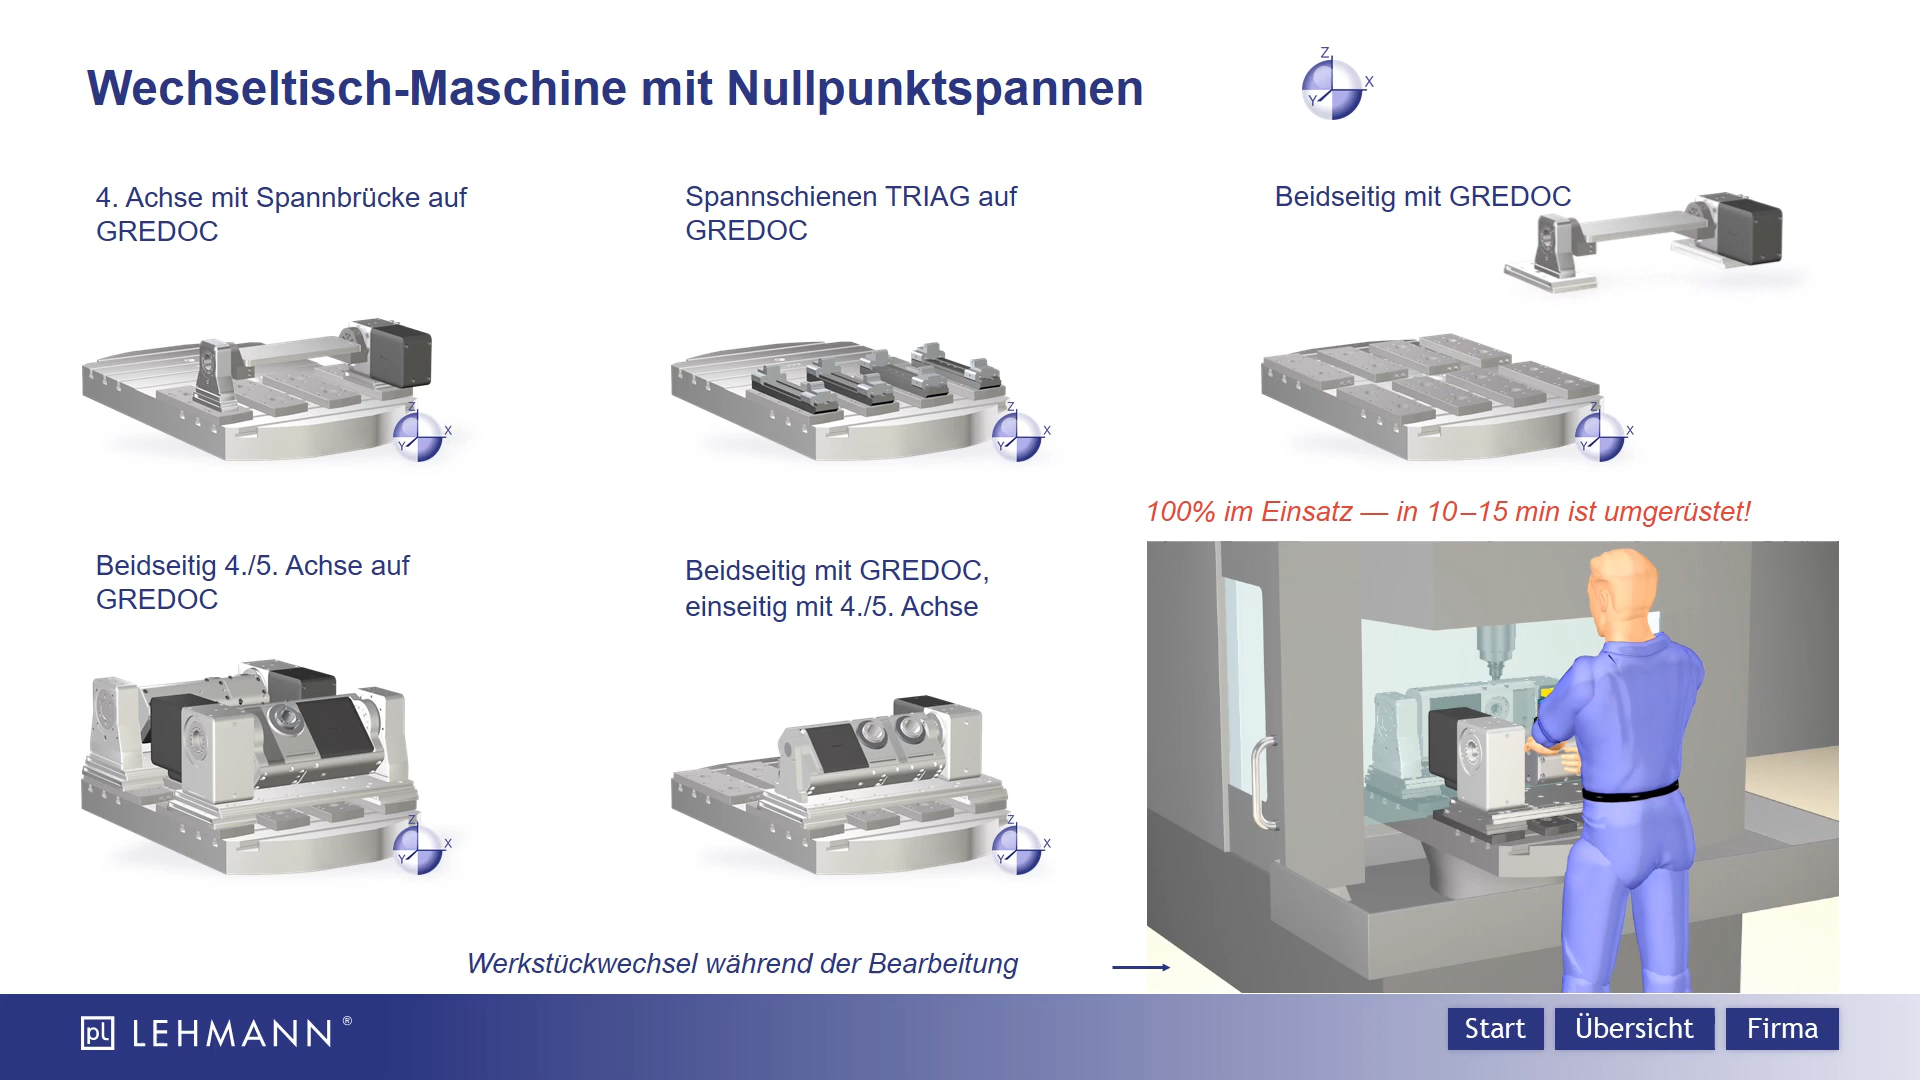 Wechseltisch-Maschine mit Nullpunktspannen
Z
X
Y
4. Achse mit Spannbrücke auf
GREDOC
Z
X
Y
Spannschienen TRIAG auf
GREDOC
Z
X
Y
Beidseitig mit GREDOC
Z
X
Y
100% im Einsatz — in 10–15 min ist umgerüstet!
Beidseitig 4./5. Achse auf
GREDOC
Z
X
Y
Beidseitig mit GREDOC,
einseitig mit 4./5. Achse
Z
X
Y
Werkstückwechsel während der Bearbeitung
pL LEHMANN ®
Start
Übersicht
Firma